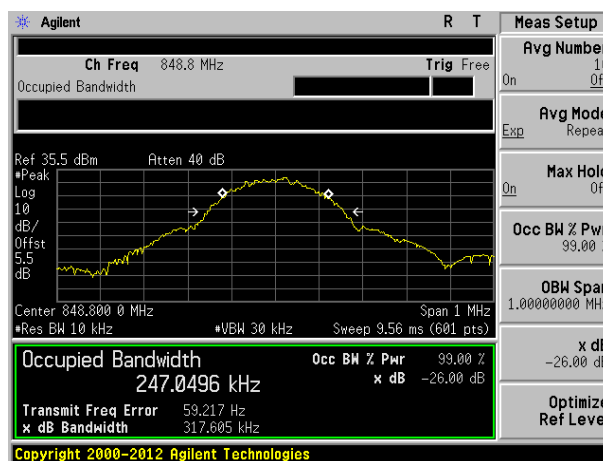 Agilent R T Meas Setup
Ch Freq 848.8 MHz Trig Free
Occupied Bandwidth
Avg Number
On
Avg Mode
Exp Repea
Max Hold
On
Occ BW % Pwr
99.00
OBW Span
1.00000000 MH
x dB
-26.00 dB
Optimize
Ref Level
Ref 35.5 dBm Atten 40 dB
#Peak
Log
10
dB/
Offst
5.5
dB
Center 848.800 0 MHz Span 1 MHz
#Res BW 10 kHz #VBW 30 kHz Sweep 9.56 ms (601 pts)
Occupied Bandwidth Occ BW % Pwr 99.00 %
247.0496 kHz x dB -26.00 dB
Transmit Freq Error 59.217 Hz
x dB Bandwidth 317.605 kHz
Copyright 2000-2012 Agilent Technologies